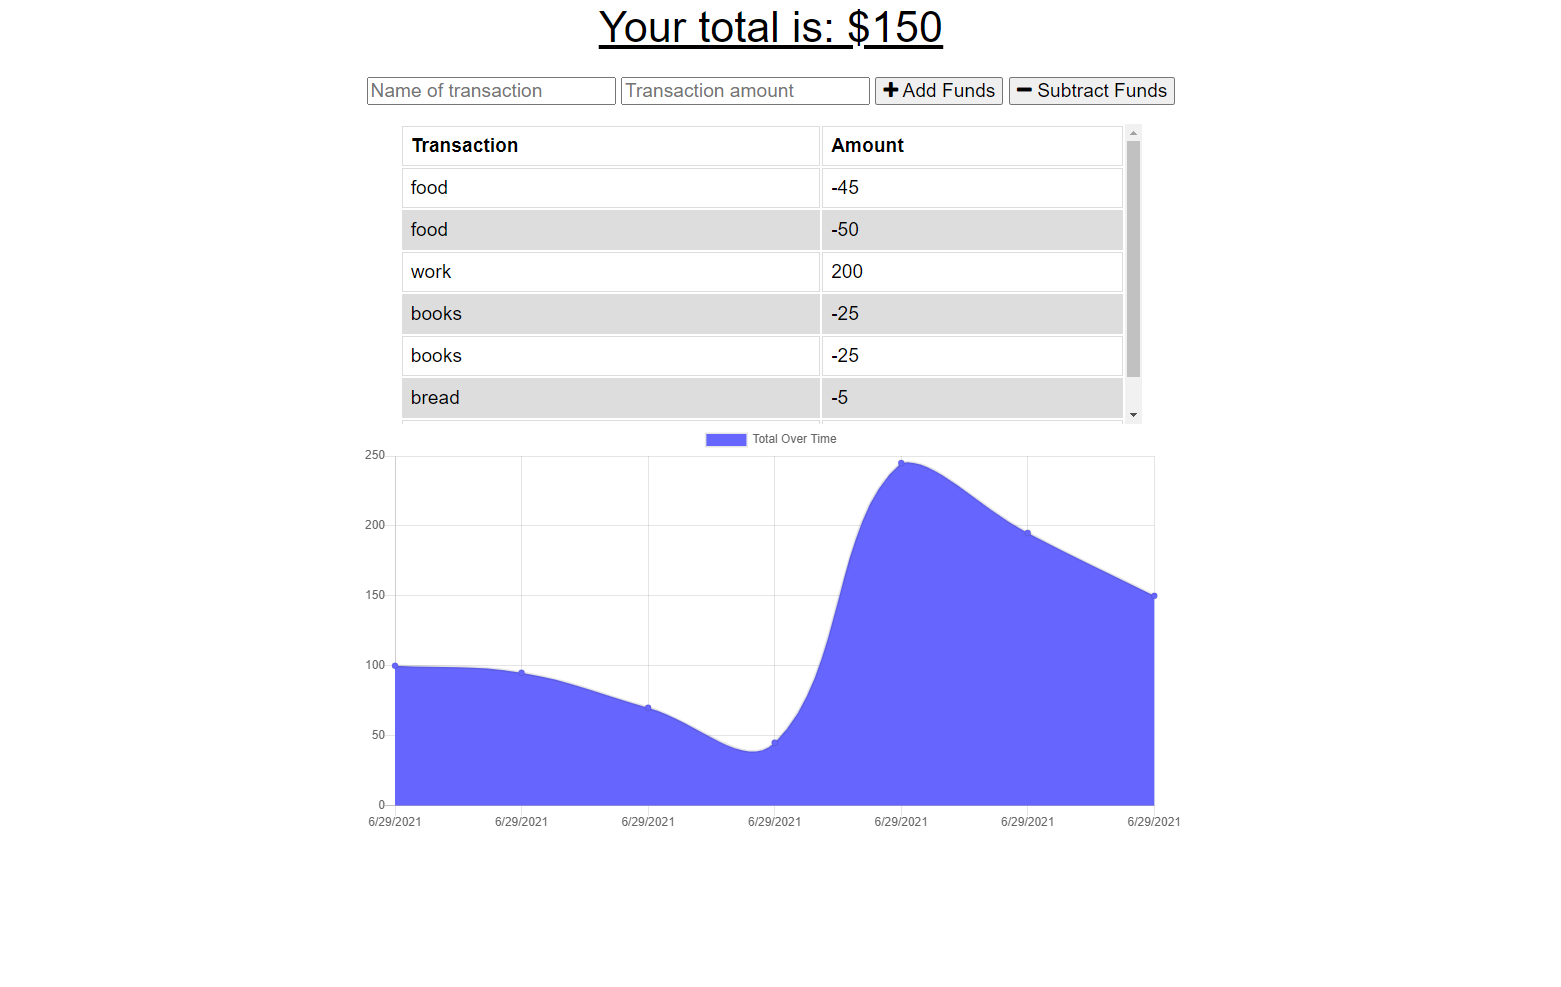 Your total is: $150
Name of transaction Transaction amount Add Funds Subtract Funds
Transaction Amount
food -45
food -50
work 200
books -25
books -25
bread -5
Total Over Time
250
200
150
100
50
0
6/29/2021 6/29/2021 6/29/2021 6/29/2021 6/29/2021 6/29/2021 6/29/2021